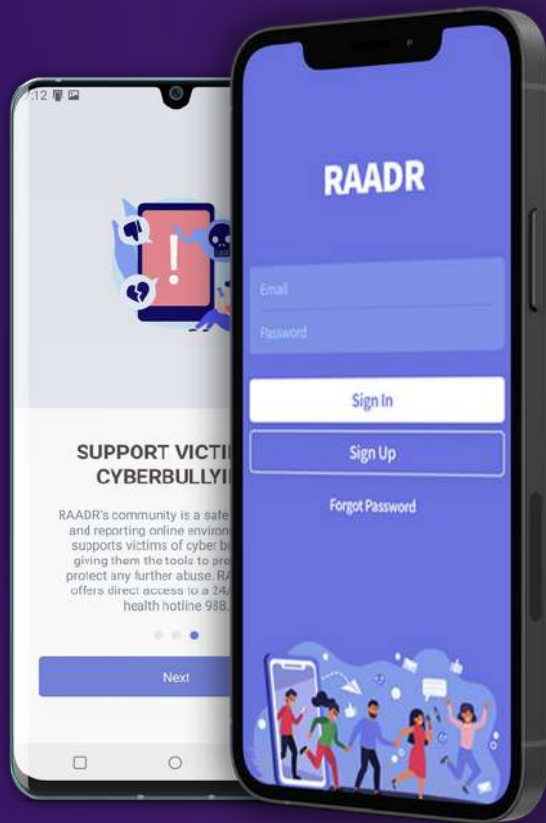 :12
SUPPORT VICTI
CYBERBULLYI
RAADR's community is a safe
and reporting online environ
supports victims of cyber bu
giving them the tools to pre
protect any further abuse. RA
offers direct access to a 24/
health hotline 988.
Next
RAADR
Email
Password
Sign In
Sign Up
Forgot Password